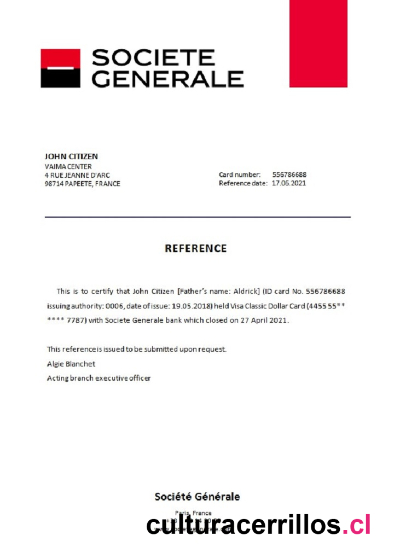 SOCIETE
GENERALE
JOHN CITIZEN
VAIMA CENTER
4 RUE JEANNE D'ARC
98714 PAPEETE, FRANCE
Card number: 556786688
Reference date: 17.06.2021
REFERENCE
This is to certify that John Citizen [Father's name: Aldrick] (ID card No. 556786688
issuing authority: 0006, date of issue: 19.05.2018) held Visa Classic Dollar Card (4455 55**
**** 7787) with Societe Generale bank which closed on 27 April 2021.
This reference is issued to be submitted upon request.
Algie Blanchet
Acting branch executive officer
Société Générale
Paris, France
culturacerrillos.cl